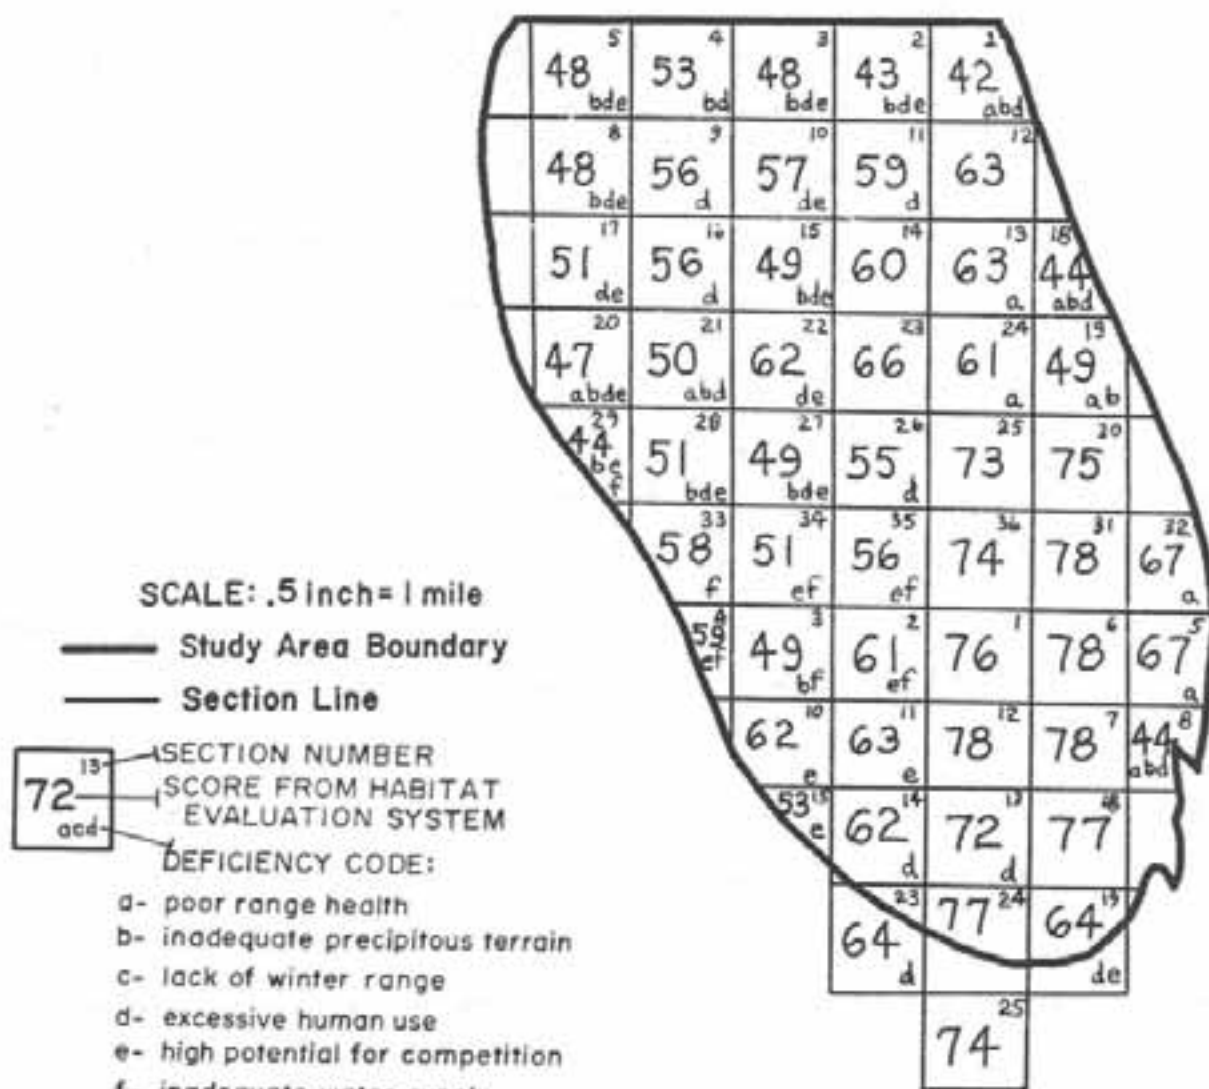 5 4 3 2 1
48 53 48 43 42
bde bd bde bde abd
8 9 10 11 12
48 56 57 59 63
bde d de d
17 16 15 14 13 18
51 56 49 60 63 44
de d bde a abd
20 21 22 23 24 19
47 50 62 66 61 49
abde abd de a ab
29 28 27 26 25 30
44 51 49 55 73 75
be f bde bde d
33 34 35 36 31 32
58 51 56 74 78 67
f ef ef a
3 2 1 6 5
49 61 76 78 67
bf ef a
10 11 12 7 8
62 63 78 78 44
e e abd
15 14 13 18
53 62 72 77
e d d
23 24 19
64 77 64
d de
25
74
SCALE: .5 inch = 1 mile
Study Area Boundary
Section Line
13
72
acd
SECTION NUMBER
SCORE FROM HABITAT
EVALUATION SYSTEM
DEFICIENCY CODE:
a- poor range health
b- inadequate precipitous terrain
c- lack of winter range
d- excessive human use
e- high potential for competition